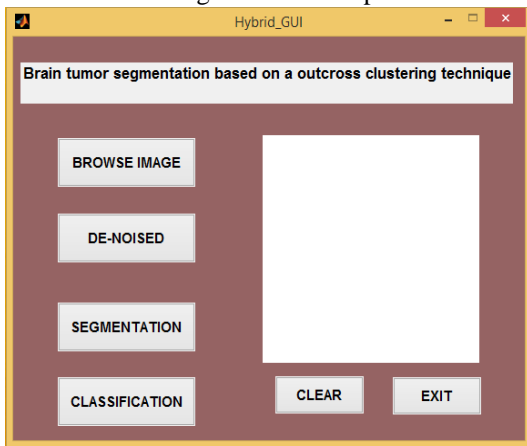 Hybrid_GUI
Brain tumor segmentation based on a outcross clustering technique
BROWSE IMAGE
DE-NOISED
SEGMENTATION
CLASSIFICATION
CLEAR
EXIT